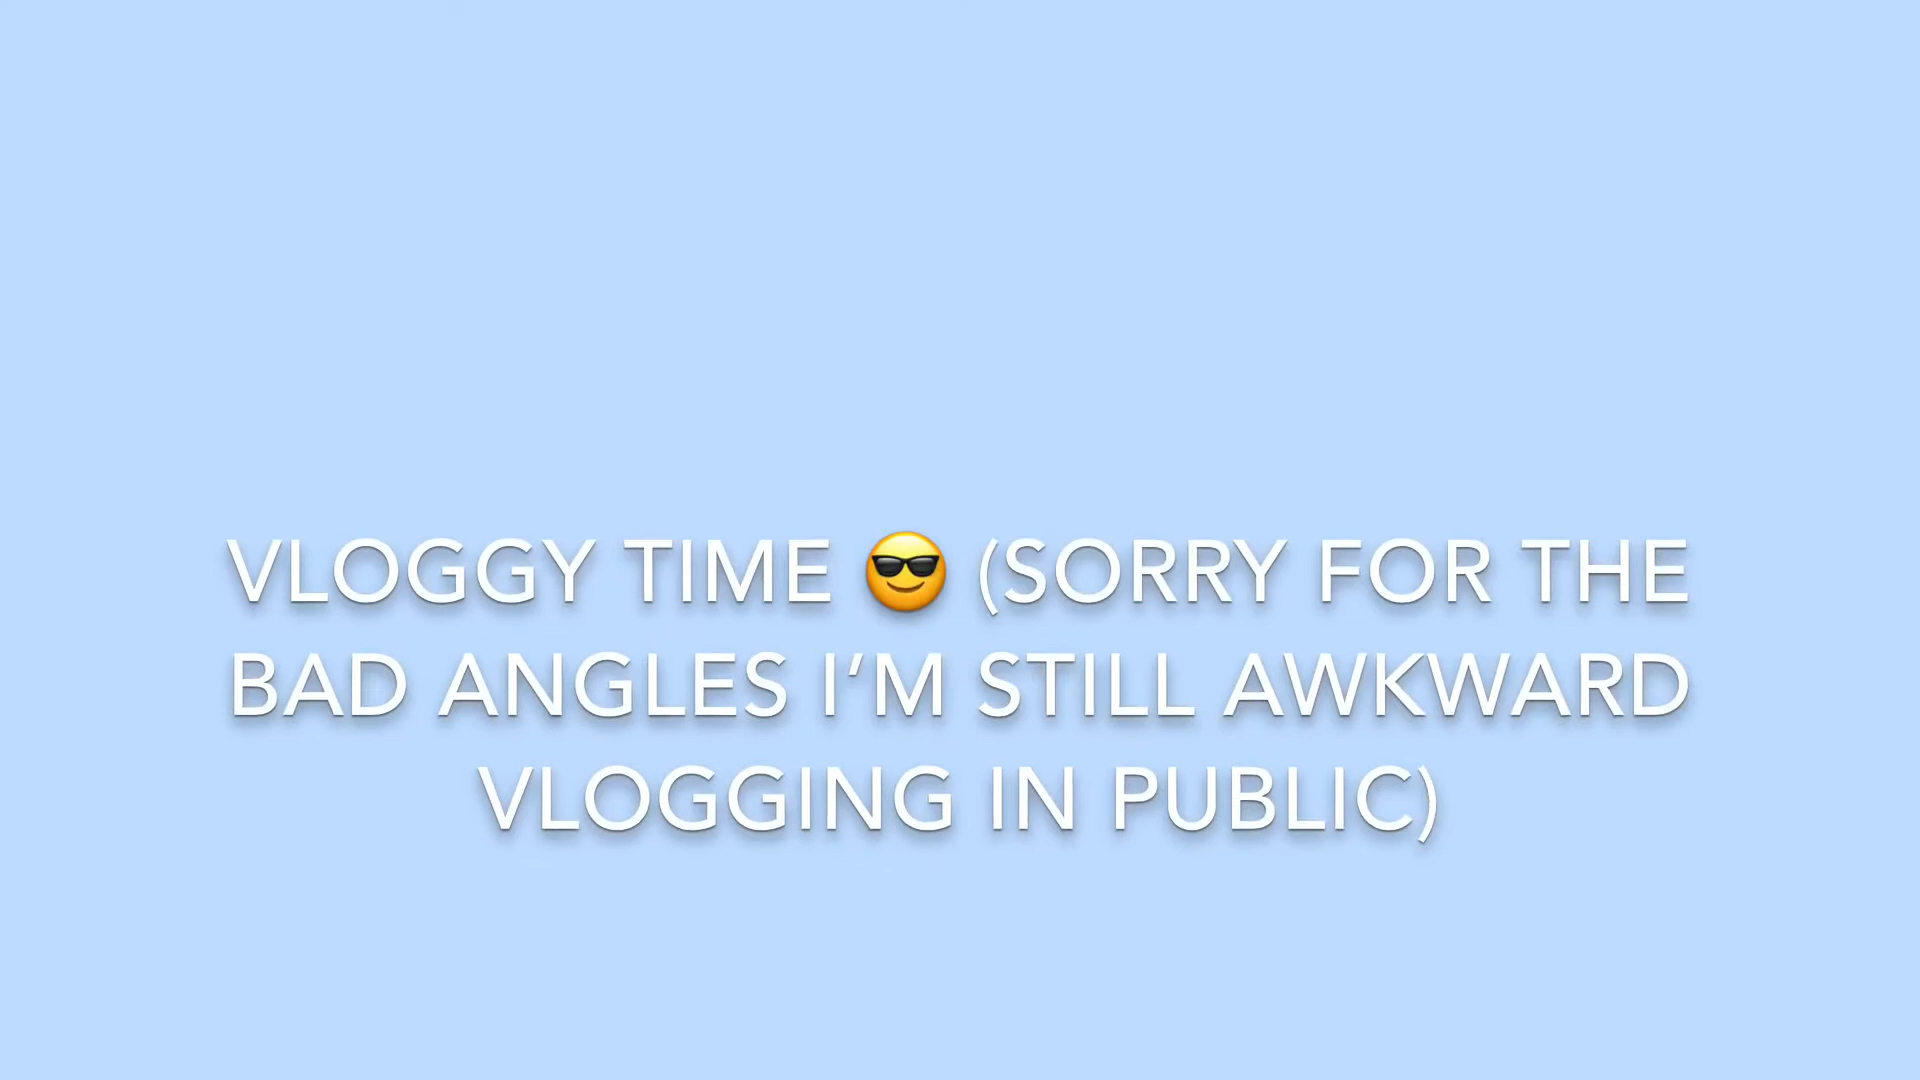 VLOGGY TIME 😎 (SORRY FOR THE
BAD ANGLES I’M STILL AWKWARD
VLOGGING IN PUBLIC)